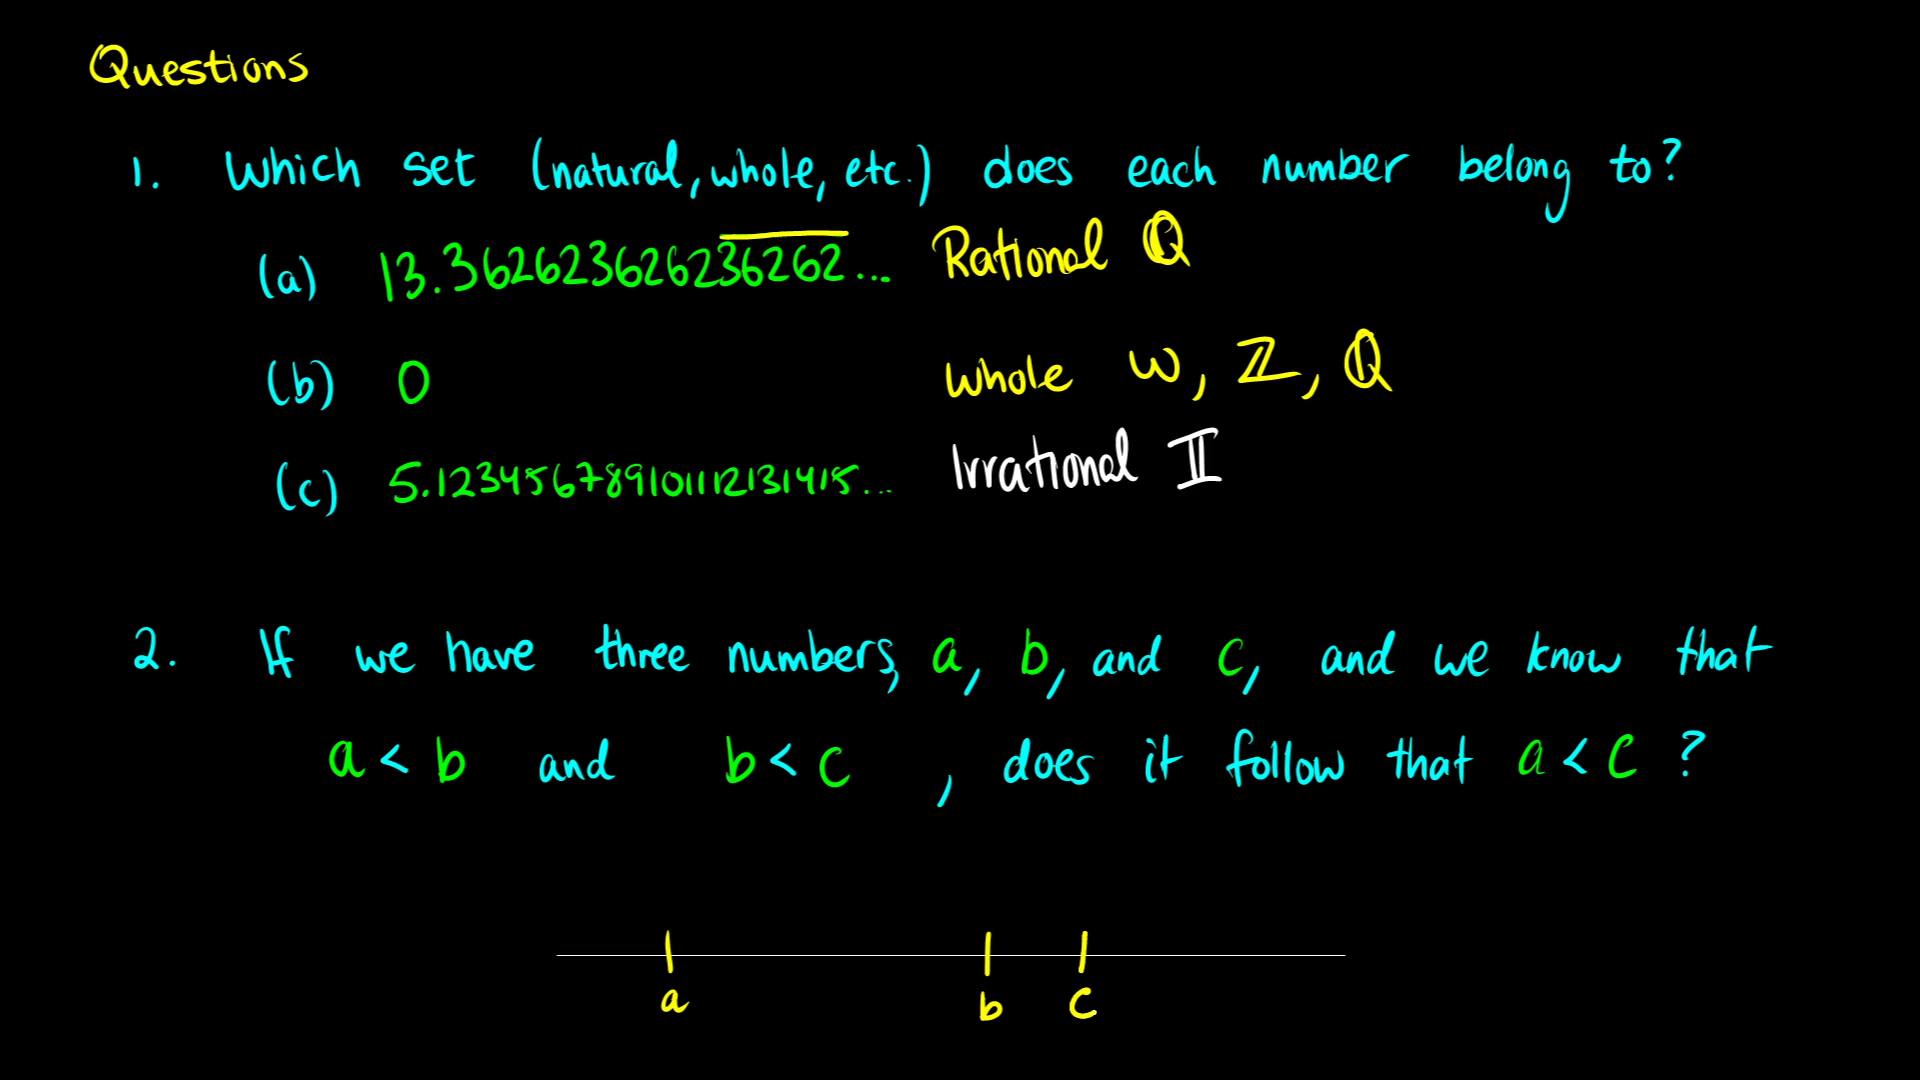 Questions
1. Which set (natural, whole, etc.) does each number belong to?
(a) 13.362623626236262... Rational ℚ
(b) 0 Whole W, ℤ, ℚ
(c) 5.123456789101112131415... Irrational 𝕀
2. If we have three numbers, a, b, and c, and we know that
a < b and b < c, does it follow that a < c ?
a b c